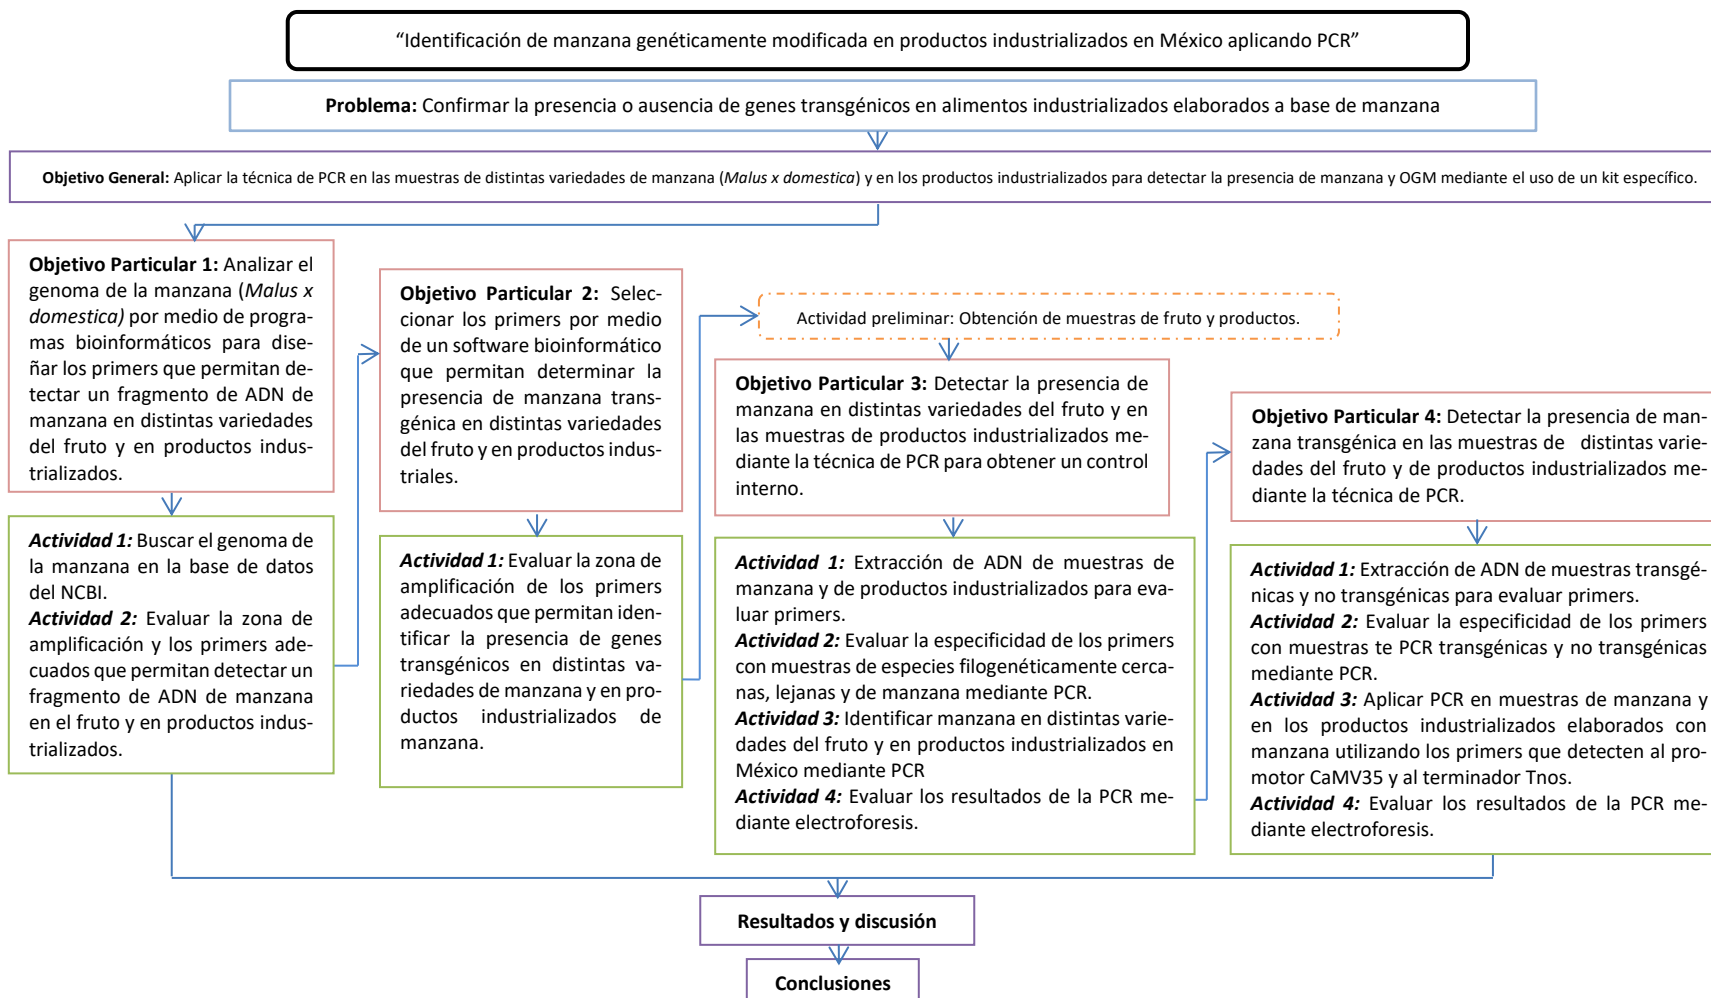 “Identificación de manzana genéticamente modificada en productos industrializados en México aplicando PCR”
Problema: Confirmar la presencia o ausencia de genes transgénicos en alimentos industrializados elaborados a base de manzana
Objetivo General: Aplicar la técnica de PCR en las muestras de distintas variedades de manzana (Malus x domestica) y en los productos industrializados para detectar la presencia de manzana y OGM mediante el uso de un kit específico.
Objetivo Particular 1: Analizar el
genoma de la manzana (Malus x
domestica) por medio de progra-
mas bioinformáticos para dise-
ñar los primers que permitan de-
tectar un fragmento de ADN de
manzana en distintas variedades
del fruto y en productos indus-
trializados.
Actividad 1: Buscar el genoma de
la manzana en la base de datos
del NCBI.
Actividad 2: Evaluar la zona de
amplificación y los primers ade-
cuados que permitan detectar un
fragmento de ADN de manzana
en el fruto y en productos indus-
trializados.
Objetivo Particular 2: Selec-
ccionar los primers por medio
de un software bioinformático
que permitan determinar la
presencia de manzana trans-
génica en distintas variedades
del fruto y en productos indus-
triales.
Actividad 1: Evaluar la zona de
amplificación de los primers
adecuados que permitan iden-
tificar la presencia de genes
transgénicos en distintas va-
riedades de manzana y en pro-
ductos industrializados de
manzana.
Actividad preliminar: Obtención de muestras de fruto y productos.
Objetivo Particular 3: Detectar la presencia de
manzana en distintas variedades del fruto y en
las muestras de productos industrializados me-
diante la técnica de PCR para obtener un control
interno.
Actividad 1: Extracción de ADN de muestras de
manzana y de productos industrializados para eva-
luar primers.
Actividad 2: Evaluar la especificidad de los primers
con muestras de especies filogenéticamente cerca-
nas, lejanas y de manzana mediante PCR.
Actividad 3: Identificar manzana en distintas varie-
dades del fruto y en productos industrializados en
México mediante PCR
Actividad 4: Evaluar los resultados de la PCR me-
diante electroforesis.
Objetivo Particular 4: Detectar la presencia de man-
zana transgénica en las muestras de distintas varie-
dades del fruto y de productos industrializados me-
diante la técnica de PCR.
Actividad 1: Extracción de ADN de muestras transgé-
nicas y no transgénicas para evaluar primers.
Actividad 2: Evaluar la especificidad de los primers
con muestras te PCR transgénicas y no transgénicas
mediante PCR.
Actividad 3: Aplicar PCR en muestras de manzana y
en los productos industrializados elaborados con
manzana utilizando los primers que detecten al pro-
motor CaMV35 y al terminador Tnos.
Actividad 4: Evaluar los resultados de la PCR me-
diante electroforesis.
Resultados y discusión
Conclusiones